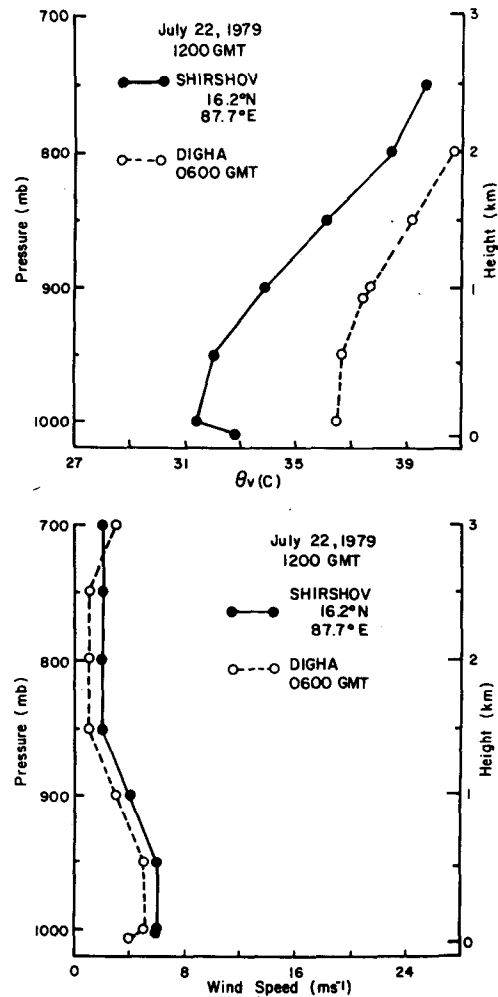 700
800
900
1000
Pressure (mb)
July 22, 1979
1200 GMT
SHIRSHOV
16.2°N
87.7°E
DIGHA
0600 GMT
3
2
1
0
Height (km)
27
31
35
39
θv(C)
700
800
900
1000
Pressure (mb)
July 22, 1979
1200 GMT
SHIRSHOV
16.2°N
87.7°E
DIGHA
0600 GMT
3
2
1
0
Height (km)
0
8
16
24
Wind Speed (ms⁻¹)